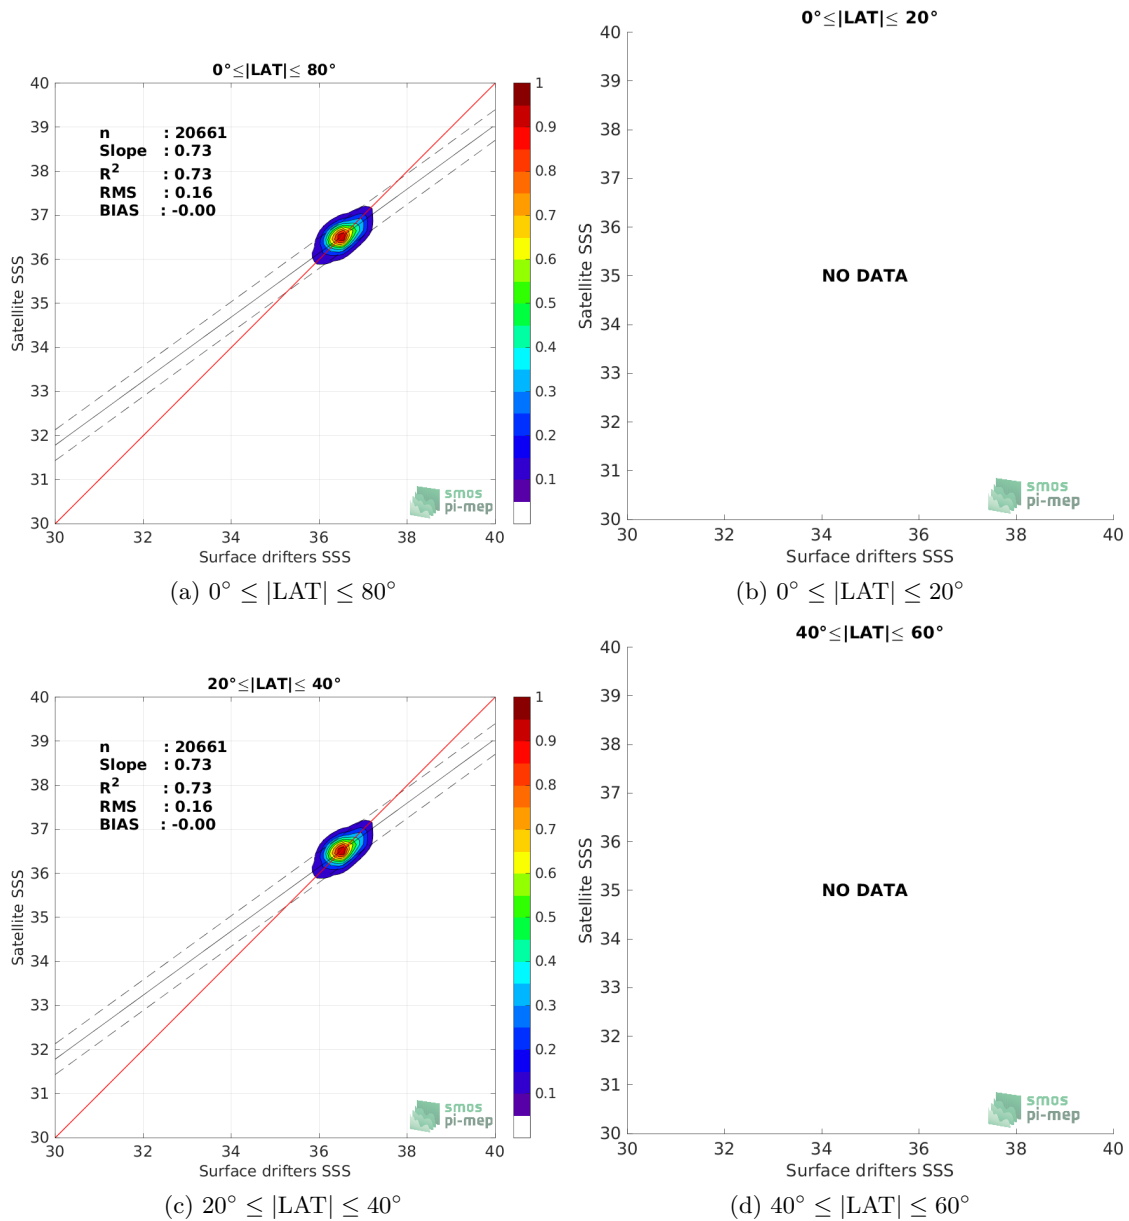 0°≤|LAT|≤ 80°
40
39
38
37
36
35
34
33
32
31
30
Satellite SSS
n : 20661
Slope : 0.73
R2 : 0.73
RMS : 0.16
BIAS : -0.00
smos
pi-mep
30 32 34 36 38 40
Surface drifters SSS
1
0.9
0.8
0.7
0.6
0.5
0.4
0.3
0.2
0.1
(a) 0° ≤ |LAT| ≤ 80°
0°≤|LAT|≤ 20°
40
39
38
37
36
35
34
33
32
31
30
Satellite SSS
NO DATA
smos
pi-mep
30 32 34 36 38 40
Surface drifters SSS
(b) 0° ≤ |LAT| ≤ 20°
20°≤|LAT|≤ 40°
40
39
38
37
36
35
34
33
32
31
30
Satellite SSS
n : 20661
Slope : 0.73
R2 : 0.73
RMS : 0.16
BIAS : -0.00
smos
pi-mep
30 32 34 36 38 40
Surface drifters SSS
1
0.9
0.8
0.7
0.6
0.5
0.4
0.3
0.2
0.1
(c) 20° ≤ |LAT| ≤ 40°
40°≤|LAT|≤ 60°
40
39
38
37
36
35
34
33
32
31
30
Satellite SSS
NO DATA
smos
pi-mep
30 32 34 36 38 40
Surface drifters SSS
(d) 40° ≤ |LAT| ≤ 60°